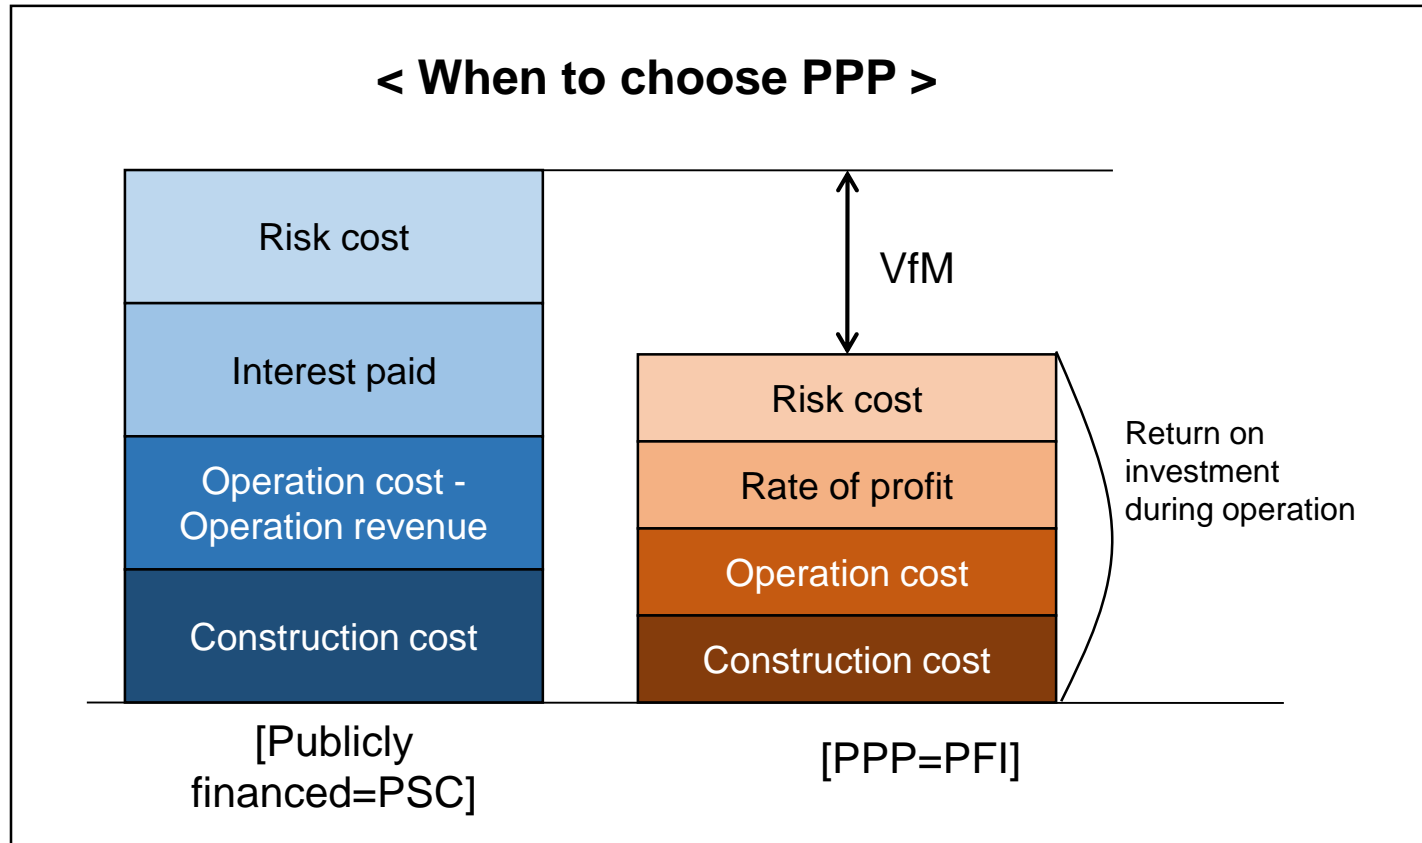 < When to choose PPP >
Risk cost
Interest paid
Operation cost -
Operation revenue
Construction cost
[Publicly
financed=PSC]
VfM
Risk cost
Rate of profit
Operation cost
Construction cost
[PPP=PFI]
Return on
investment
during operation